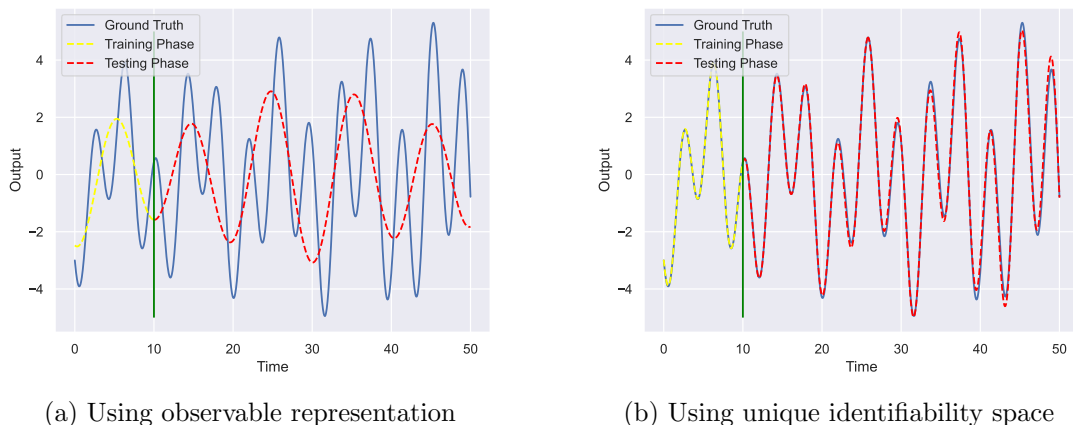 Ground Truth
Training Phase
Testing Phase
4
2
0
−2
−4
Output
0 10 20 30 40 50
Time
(a) Using observable representation
Ground Truth
Training Phase
Testing Phase
4
2
0
−2
−4
Output
0 10 20 30 40 50
Time
(b) Using unique identifiability space